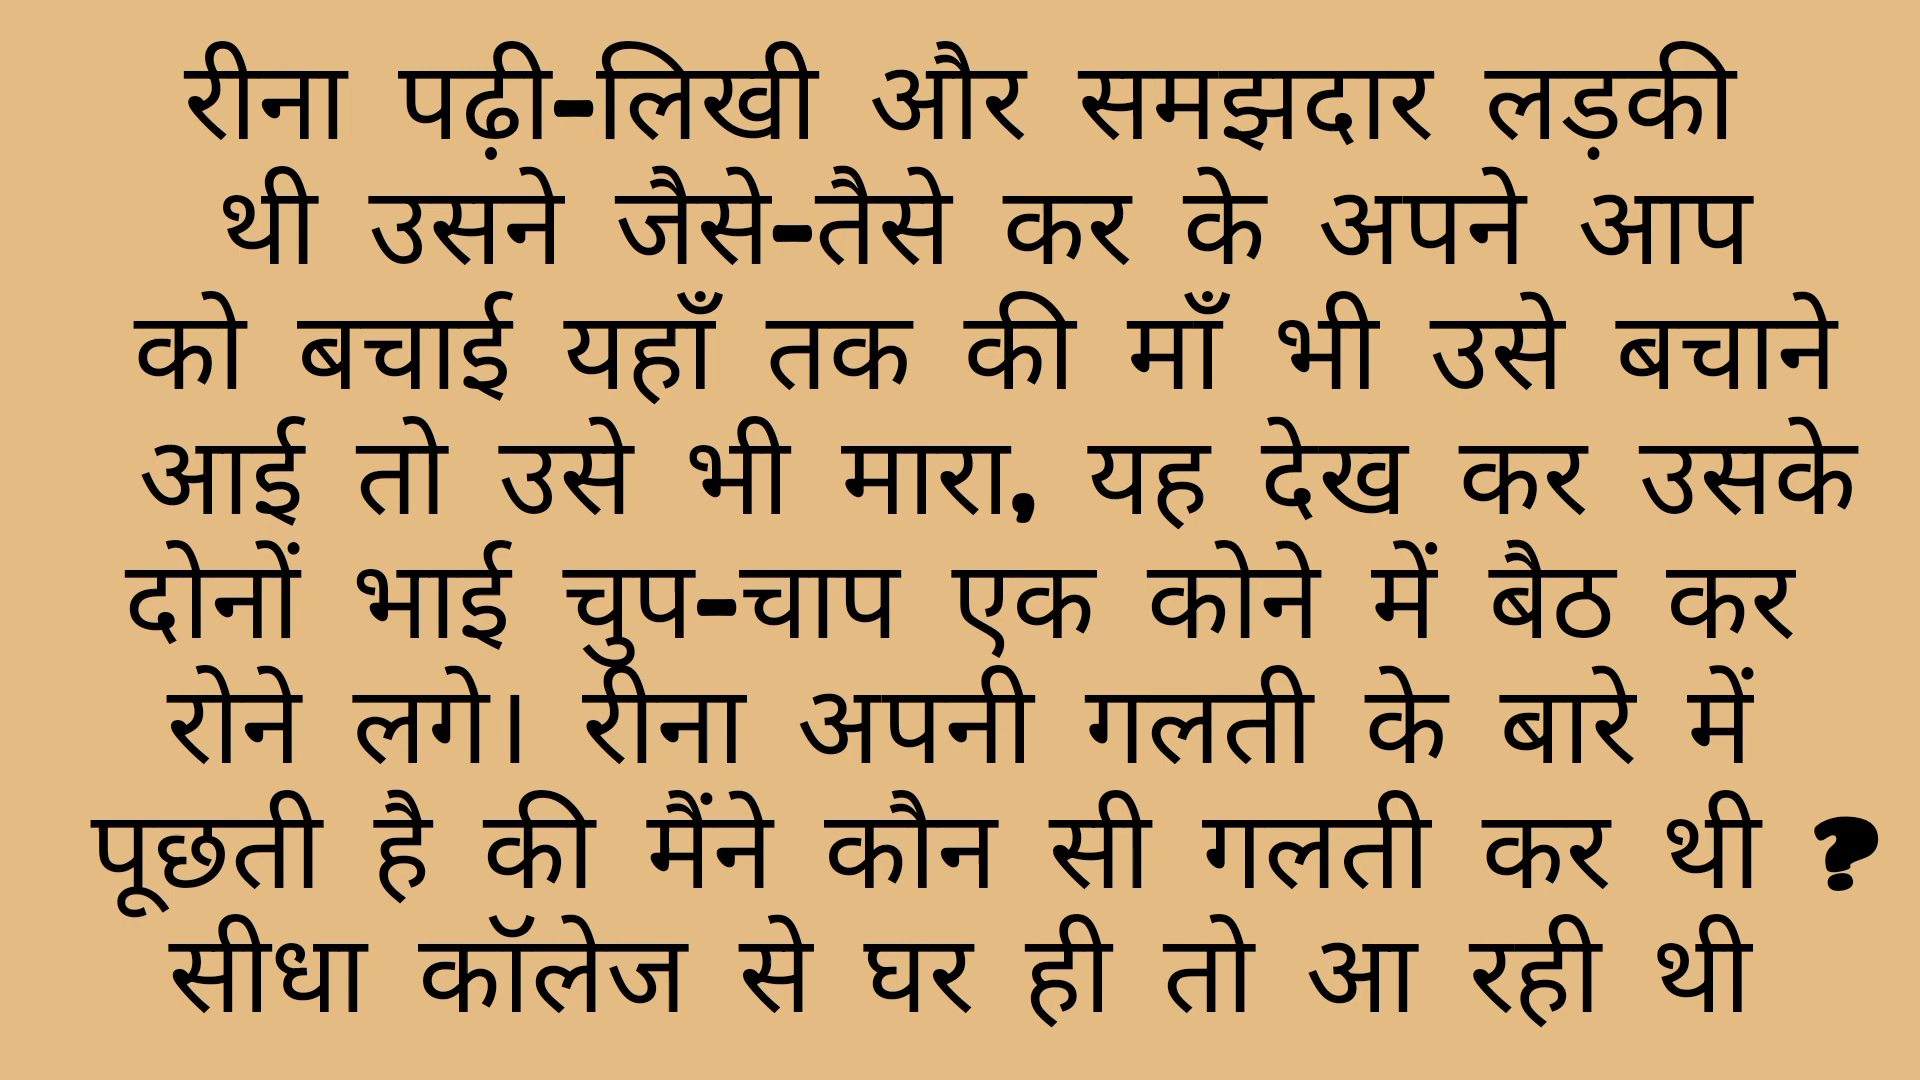 रीना पढ़ी-लिखी और समझदार लड़की
थी उसने जैसे-तैसे कर के अपने आप
को बचाई यहाँ तक की माँ भी उसे बचाने
आई तो उसे भी मारा, यह देख कर उसके
दोनों भाई चुप-चाप एक कोने में बैठ कर
रोने लगे। रीना अपनी गलती के बारे में
पूछती है की मैंने कौन सी गलती कर थी ?
सीधा कॉलेज से घर ही तो आ रही थी